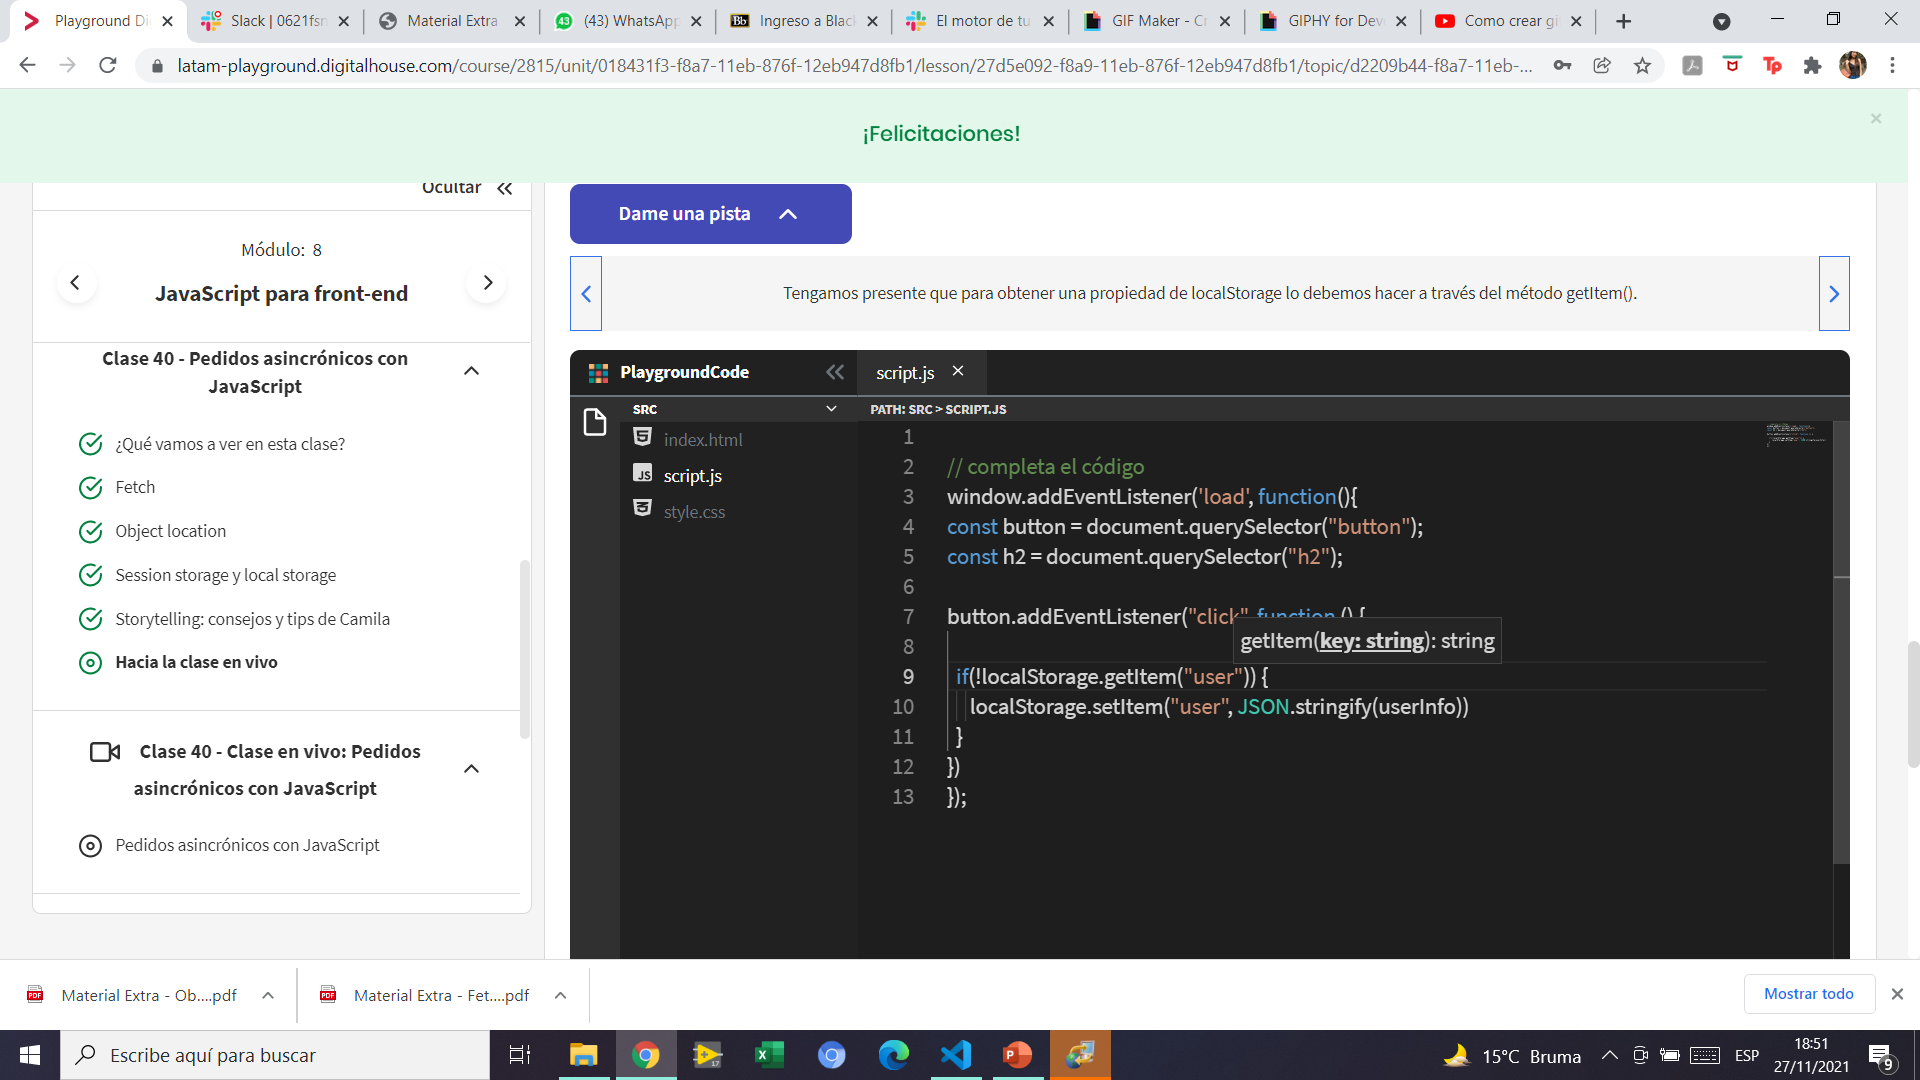 Playground Di
Slack | 0621fsn
Material Extra
(43) WhatsApp
Ingreso a Black
El motor de tu
GIF Maker - Cr
GIPHY for Deve
Como crear gi
latam-playground.digitalhouse.com/course/2815/unit/018431f3-f8a7-11eb-876f-12eb947d8fb1/lesson/27d5e092-f8a9-11eb-876f-12eb947d8fb1/topic/d2209b44-f8a7-11eb-...
¡Felicitaciones!
Ocultar
Módulo: 8
JavaScript para front-end
Clase 40 - Pedidos asincrónicos con
JavaScript
¿Qué vamos a ver en esta clase?
Fetch
Object location
Session storage y local storage
Storytelling: consejos y tips de Camila
Hacia la clase en vivo
Clase 40 - Clase en vivo: Pedidos
asincrónicos con JavaScript
Pedidos asincrónicos con JavaScript
Dame una pista
Tengamos presente que para obtener una propiedad de localStorage lo debemos hacer a través del método getItem().
PlaygroundCode
script.js
SRC
PATH: SRC > SCRIPT.JS
index.html
script.js
style.css
1
2 // completa el código
3 window.addEventListener('load', function(){
4 const button = document.querySelector("button");
5 const h2 = document.querySelector("h2");
6
7 button.addEventListener("click", function () {
8
getItem(key: string): string
9 if(!localStorage.getItem("user")) {
10 localStorage.setItem("user", JSON.stringify(userInfo))
11 }
12 })
13 });
Material Extra - Ob....pdf
Material Extra - Fet....pdf
Mostrar todo
Escribe aquí para buscar
15°C Bruma
ESP
18:51
27/11/2021
9